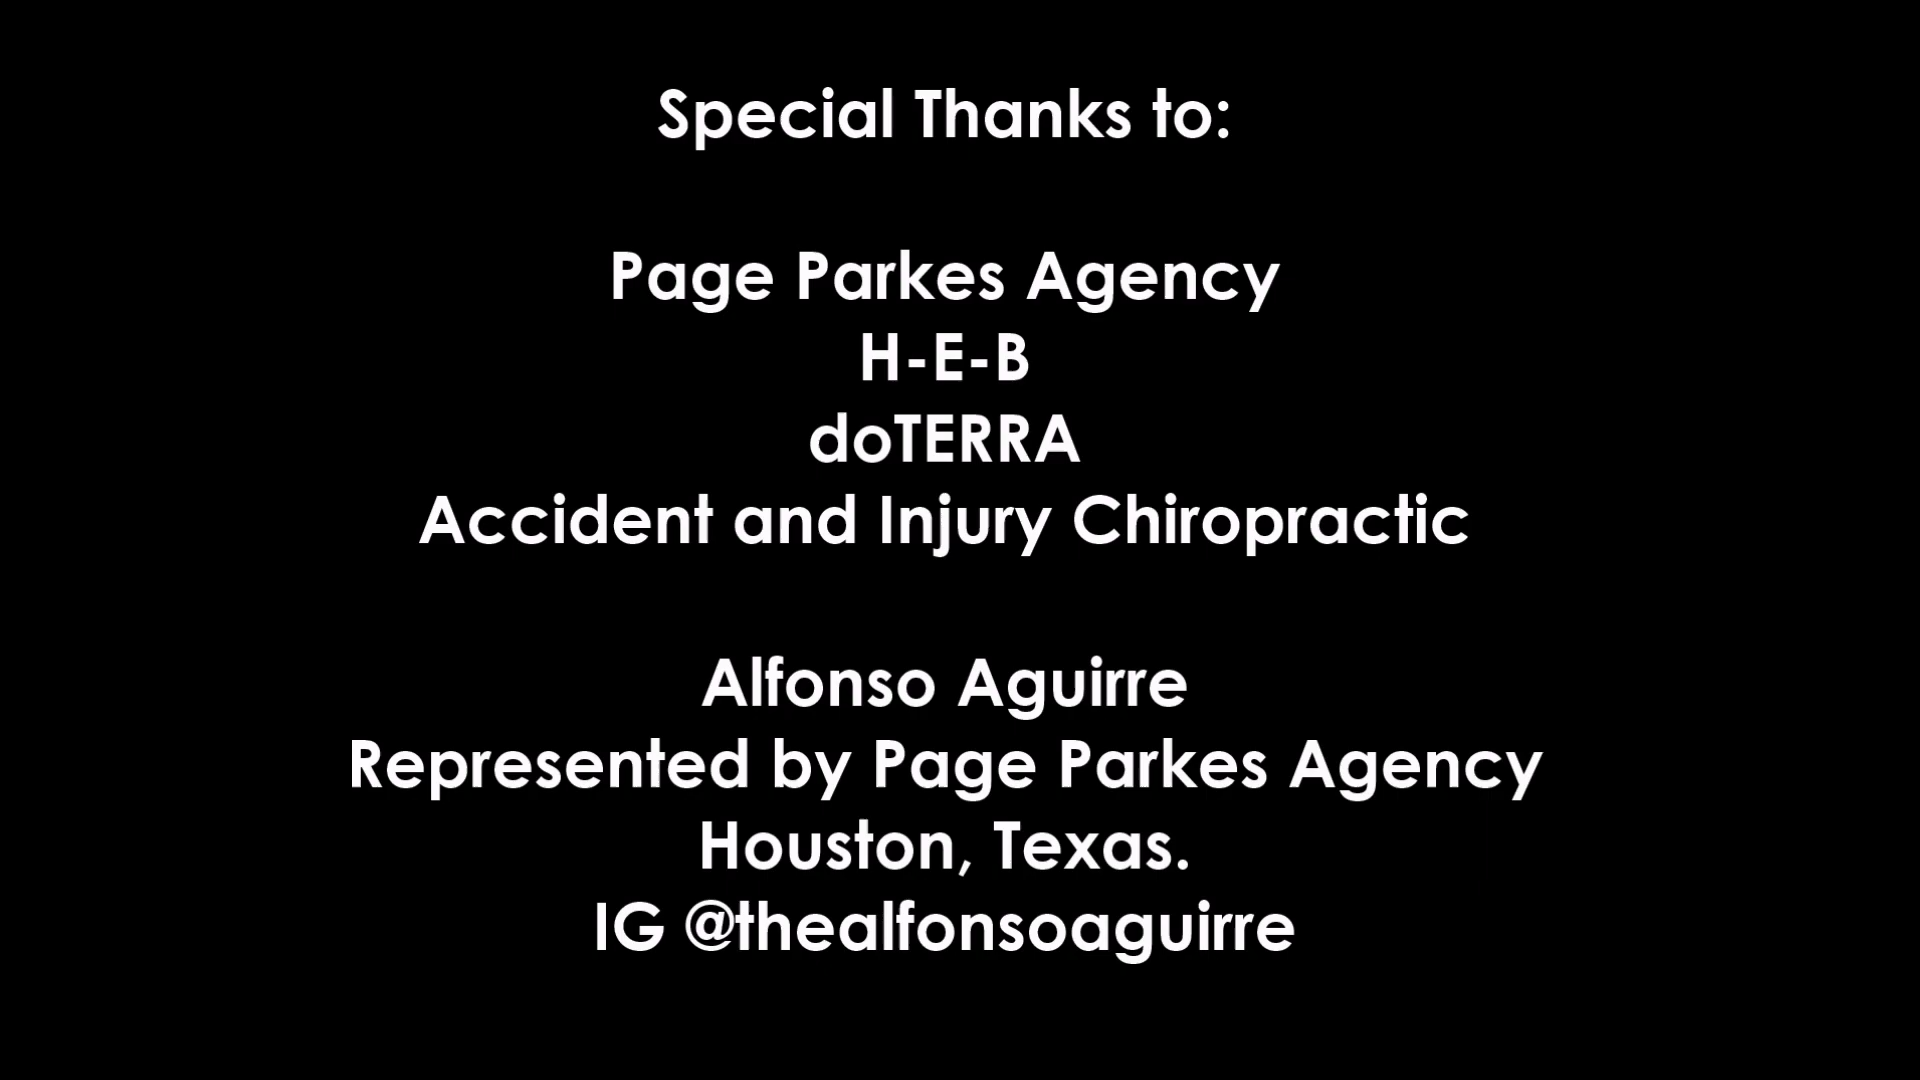 Special Thanks to:
Page Parkes Agency
H-E-B
doTERRA
Accident and Injury Chiropractic
Alfonso Aguirre
Represented by Page Parkes Agency
Houston, Texas.
IG @thealfonsoaguirre